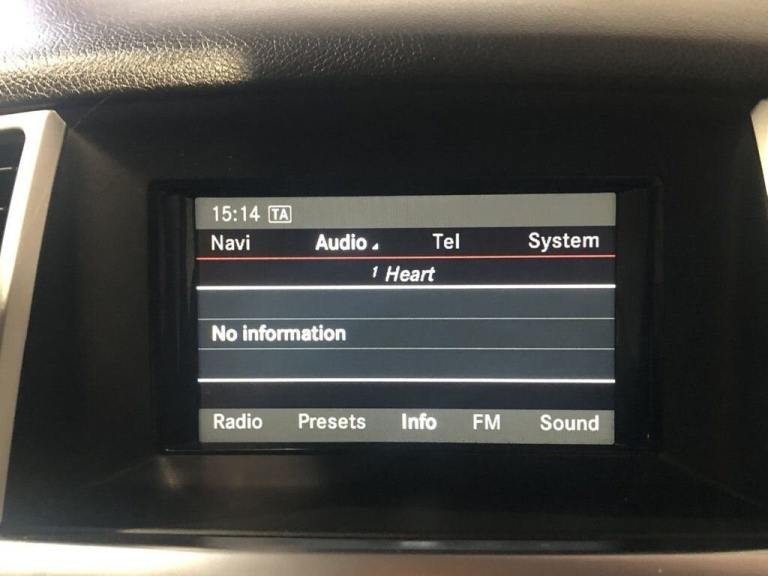 15:14 TA
Navi Audio Tel System
1 Heart
No information
Radio Presets Info FM Sound